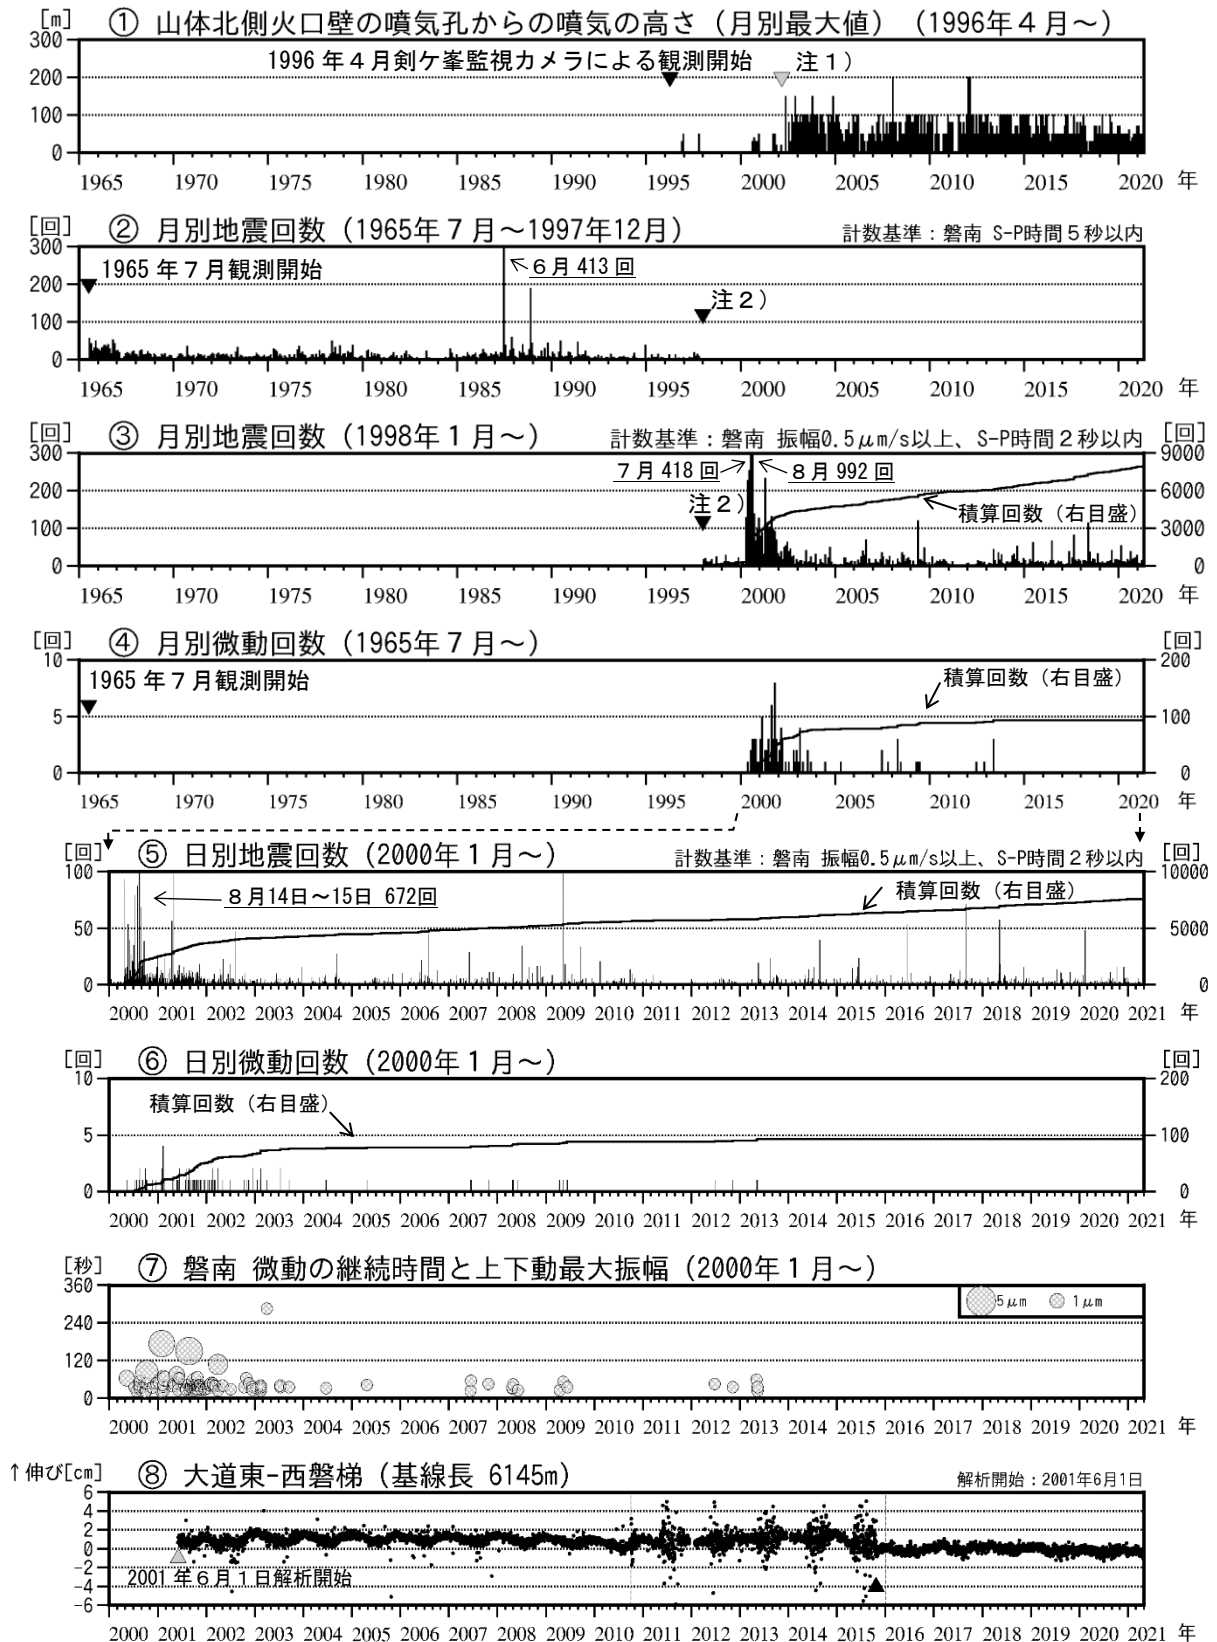 [m] ① 山体北側火口壁の噴気孔からの噴気の高さ（月別最大値）（1996年４月～）
300
1996 年４月剣ケ峯監視カメラによる観測開始 注１）
200
100
0
1965 1970 1975 1980 1985 1990 1995 2000 2005 2010 2015 2020 年
[回] ② 月別地震回数（1965年７月～1997年12月） 計数基準：磐南 S-P時間５秒以内
300
1965 年７月観測開始 ６月 413 回
200
注２）
100
0
1965 1970 1975 1980 1985 1990 1995 2000 2005 2010 2015 2020 年
[回] ③ 月別地震回数（1998年１月～） 計数基準：磐南 振幅0.5μm/s以上、S-P時間２秒以内 [回]
300 9000
７月 418 回 ８月 992 回
200 6000
注２） 積算回数（右目盛）
100 3000
0 0
1965 1970 1975 1980 1985 1990 1995 2000 2005 2010 2015 2020 年
[回] ④ 月別微動回数（1965年７月～） [回]
10 200
1965 年７月観測開始 積算回数（右目盛）
5 100
0 0
1965 1970 1975 1980 1985 1990 1995 2000 2005 2010 2015 2020 年
[回] ⑤ 日別地震回数（2000年１月～） 計数基準：磐南 振幅0.5μm/s以上、S-P時間２秒以内 [回]
100 10000
８月14日～15日 672回 積算回数（右目盛）
50 5000
0 0
2000 2001 2002 2003 2004 2005 2006 2007 2008 2009 2010 2011 2012 2013 2014 2015 2016 2017 2018 2019 2020 2021 年
[回] ⑥ 日別微動回数（2000年１月～） [回]
10 200
積算回数（右目盛）
5 100
0 0
2000 2001 2002 2003 2004 2005 2006 2007 2008 2009 2010 2011 2012 2013 2014 2015 2016 2017 2018 2019 2020 2021 年
[秒] ⑦ 磐南 微動の継続時間と上下動最大振幅（2000年１月～）
360
5μm 1μm
240
120
0
2000 2001 2002 2003 2004 2005 2006 2007 2008 2009 2010 2011 2012 2013 2014 2015 2016 2017 2018 2019 2020 2021 年
↑伸び[cm] ⑧ 大道東-西磐梯（基線長 6145m） 解析開始：2001年6月1日
6
4
2
0
-2
2001 年６月１日解析開始
-4
-6
2000 2001 2002 2003 2004 2005 2006 2007 2008 2009 2010 2011 2012 2013 2014 2015 2016 2017 2018 2019 2020 2021 年